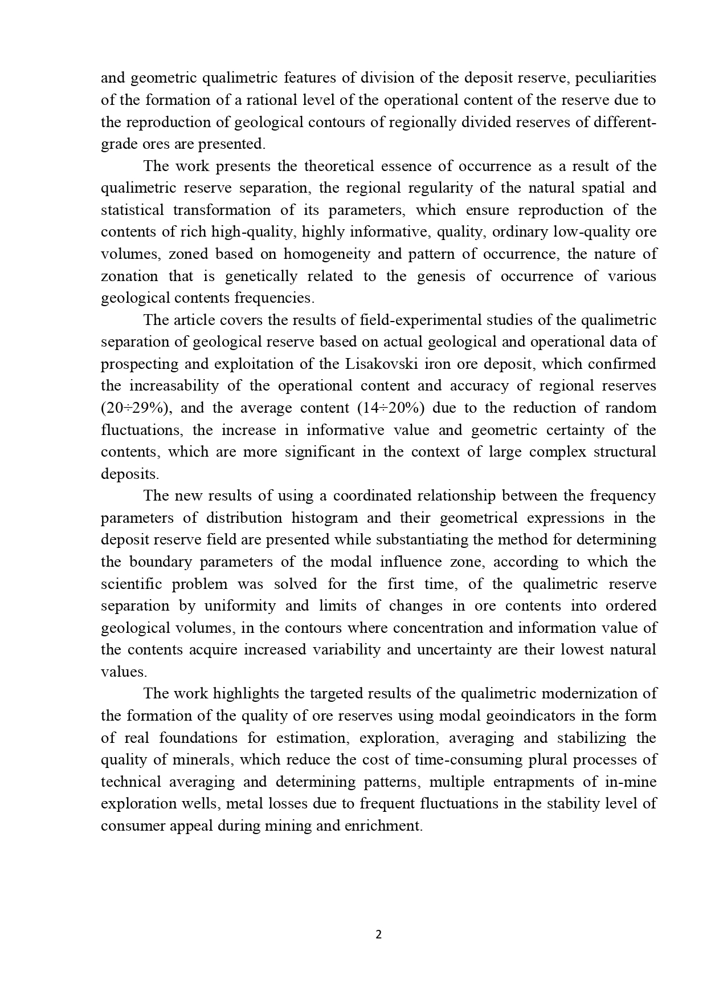 and geometric qualimetric features of division of the deposit reserve, peculiarities
of the formation of a rational level of the operational content of the reserve due to
the reproduction of geological contours of regionally divided reserves of different-
grade ores are presented.
The work presents the theoretical essence of occurrence as a result of the
qualimetric reserve separation, the regional regularity of the natural spatial and
statistical transformation of its parameters, which ensure reproduction of the
contents of rich high-quality, highly informative, quality, ordinary low-quality ore
volumes, zoned based on homogeneity and pattern of occurrence, the nature of
zonation that is genetically related to the genesis of occurrence of various
geological contents frequencies.
The article covers the results of field-experimental studies of the qualimetric
separation of geological reserve based on actual geological and operational data of
prospecting and exploitation of the Lisakovski iron ore deposit, which confirmed
the increasability of the operational content and accuracy of regional reserves
(20÷29%), and the average content (14÷20%) due to the reduction of random
fluctuations, the increase in informative value and geometric certainty of the
contents, which are more significant in the context of large complex structural
deposits.
The new results of using a coordinated relationship between the frequency
parameters of distribution histogram and their geometrical expressions in the
deposit reserve field are presented while substantiating the method for determining
the boundary parameters of the modal influence zone, according to which the
scientific problem was solved for the first time, of the qualimetric reserve
separation by uniformity and limits of changes in ore contents into ordered
geological volumes, in the contours where concentration and information value of
the contents acquire increased variability and uncertainty are their lowest natural
values.
The work highlights the targeted results of the qualimetric modernization of
the formation of the quality of ore reserves using modal geoindicators in the form
of real foundations for estimation, exploration, averaging and stabilizing the
quality of minerals, which reduce the cost of time-consuming plural processes of
technical averaging and determining patterns, multiple entrapments of in-mine
exploration wells, metal losses due to frequent fluctuations in the stability level of
consumer appeal during mining and enrichment.
2